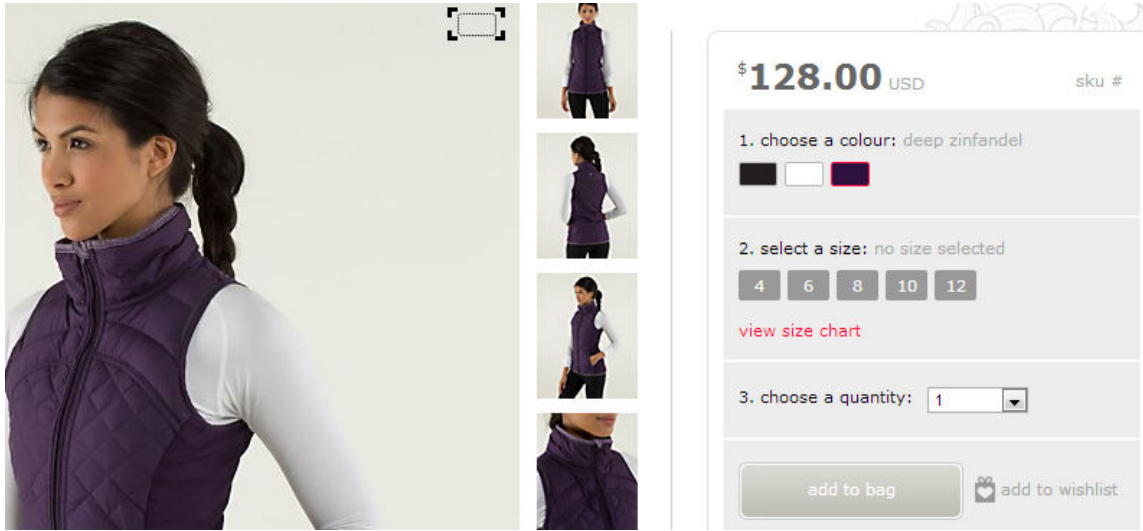 $128.00 USD
sku #
1. choose a colour: deep zinfandel
2. select a size: no size selected
4 6 8 10 12
view size chart
3. choose a quantity: 1
add to bag
add to wishlist